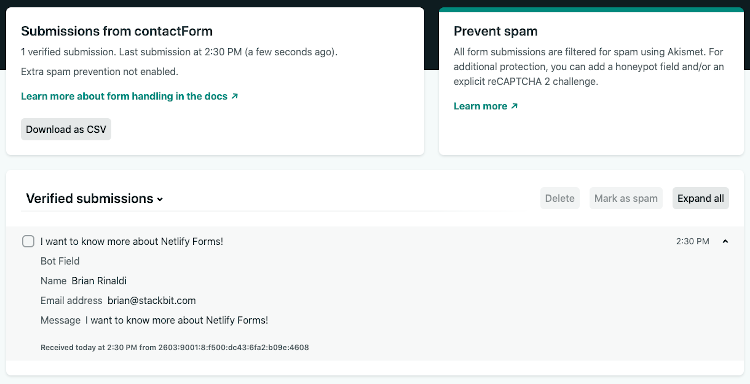 Submissions from contactForm
1 verified submission. Last submission at 2:30 PM (a few seconds ago).
Extra spam prevention not enabled.
Learn more about form handling in the docs ↗
Download as CSV
Prevent spam
All form submissions are filtered for spam using Akismet. For
additional protection, you can add a honeypot field and/or an
explicit reCAPTCHA 2 challenge.
Learn more ↗
Verified submissions
Delete Mark as spam Expand all
I want to know more about Netlify Forms! 2:30 PM
Bot Field
Name Brian Rinaldi
Email address brian@stackbit.com
Message I want to know more about Netlify Forms!
Received today at 2:30 PM from 2603:9001:8:f500:dc43:6fa2:b09e:4608